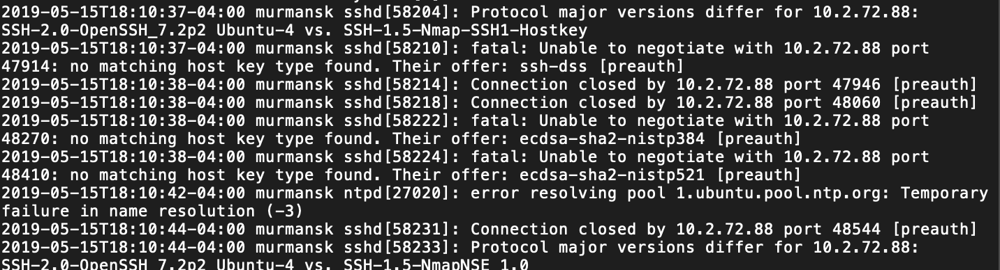 2019-05-15T18:10:37-04:00 murmansk sshd[58204]: Protocol major versions differ for 10.2.72.88:
SSH-2.0-OpenSSH_7.2p2 Ubuntu-4 vs. SSH-1.5-Nmap-SSH1-Hostkey
2019-05-15T18:10:37-04:00 murmansk sshd[58210]: fatal: Unable to negotiate with 10.2.72.88 port
47914: no matching host key type found. Their offer: ssh-dss [preauth]
2019-05-15T18:10:38-04:00 murmansk sshd[58214]: Connection closed by 10.2.72.88 port 47946 [preauth]
2019-05-15T18:10:38-04:00 murmansk sshd[58218]: Connection closed by 10.2.72.88 port 48060 [preauth]
2019-05-15T18:10:38-04:00 murmansk sshd[58222]: fatal: Unable to negotiate with 10.2.72.88 port
48270: no matching host key type found. Their offer: ecdsa-sha2-nistp384 [preauth]
2019-05-15T18:10:38-04:00 murmansk sshd[58224]: fatal: Unable to negotiate with 10.2.72.88 port
48410: no matching host key type found. Their offer: ecdsa-sha2-nistp521 [preauth]
2019-05-15T18:10:42-04:00 murmansk ntpd[27020]: error resolving pool 1.ubuntu.pool.ntp.org: Temporary
failure in name resolution (-3)
2019-05-15T18:10:44-04:00 murmansk sshd[58231]: Connection closed by 10.2.72.88 port 48544 [preauth]
2019-05-15T18:10:44-04:00 murmansk sshd[58233]: Protocol major versions differ for 10.2.72.88:
SSH-2.0-OpenSSH_7.2p2 Ubuntu-4 vs. SSH-1.5-NmapNSE_1.0